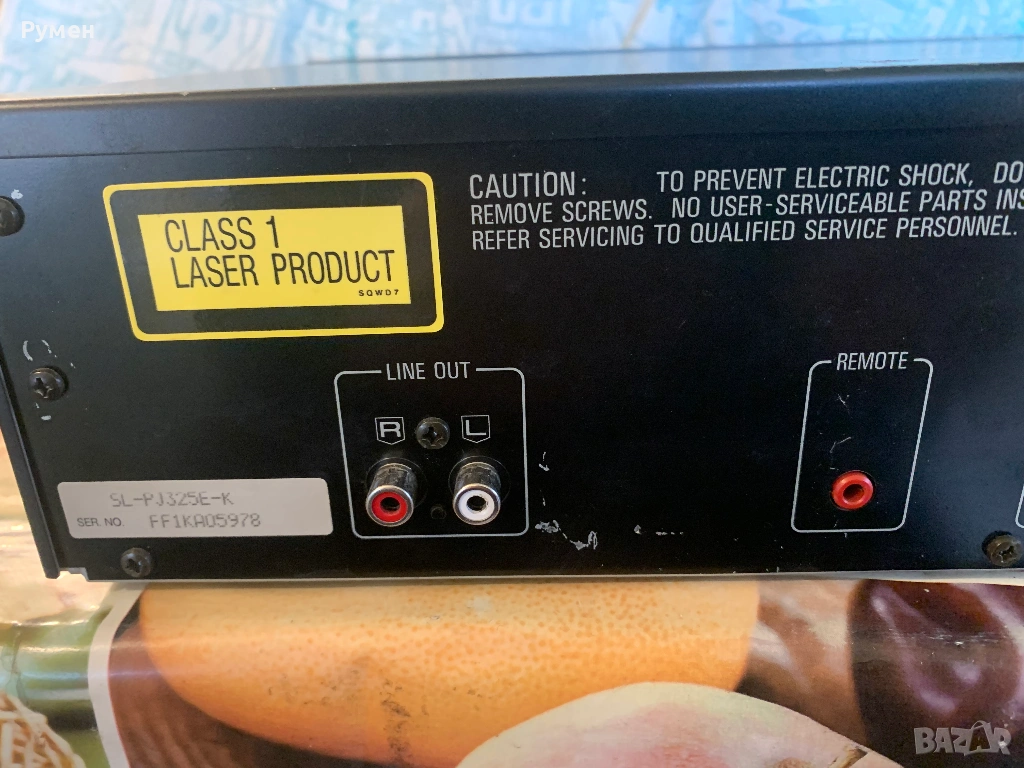 Румен
CLASS 1
LASER PRODUCT
SQWD7
CAUTION: TO PREVENT ELECTRIC SHOCK, DO
REMOVE SCREWS. NO USER-SERVICEABLE PARTS INS
REFER SERVICING TO QUALIFIED SERVICE PERSONNEL.
LINE OUT
R L
REMOTE
SL-PJ325E-K
SER. NO. FF1KA05978
BAZAR